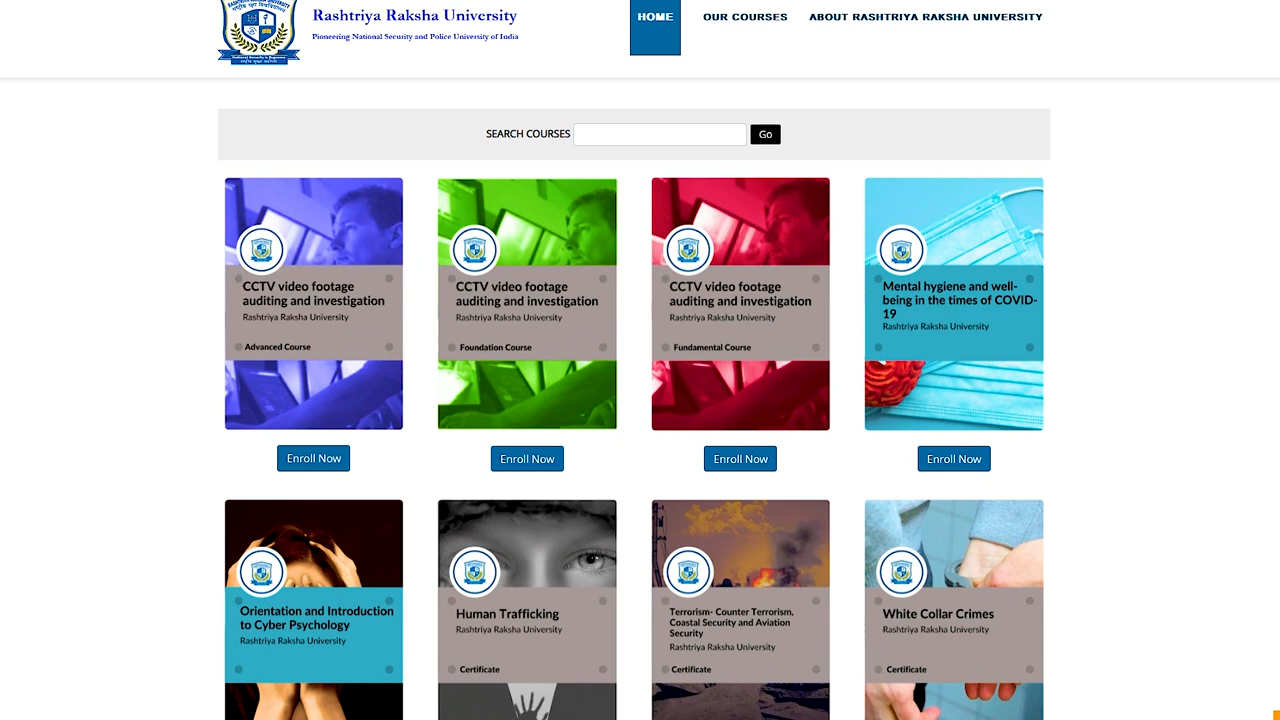 Rashtriya Raksha University
Pioneering National Security and Police University of India
HOME
OUR COURSES
ABOUT RASHTRIYA RAKSHA UNIVERSITY
SEARCH COURSES
Go
CCTV video footage
auditing and investigation
Rashtriya Raksha University
Advanced Course
CCTV video footage
auditing and investigation
Rashtriya Raksha University
Foundation Course
CCTV video footage
auditing and investigation
Rashtriya Raksha University
Fundamental Course
Mental hygiene and well-
being in the times of COVID-
19
Rashtriya Raksha University
Enroll Now
Enroll Now
Enroll Now
Enroll Now
Orientation and Introduction
to Cyber Psychology
Rashtriya Raksha University
Human Trafficking
Rashtriya Raksha University
Certificate
Terrorism- Counter Terrorism,
Coastal Security and Aviation
Security
Rashtriya Raksha University
Certificate
White Collar Crimes
Rashtriya Raksha University
Certificate